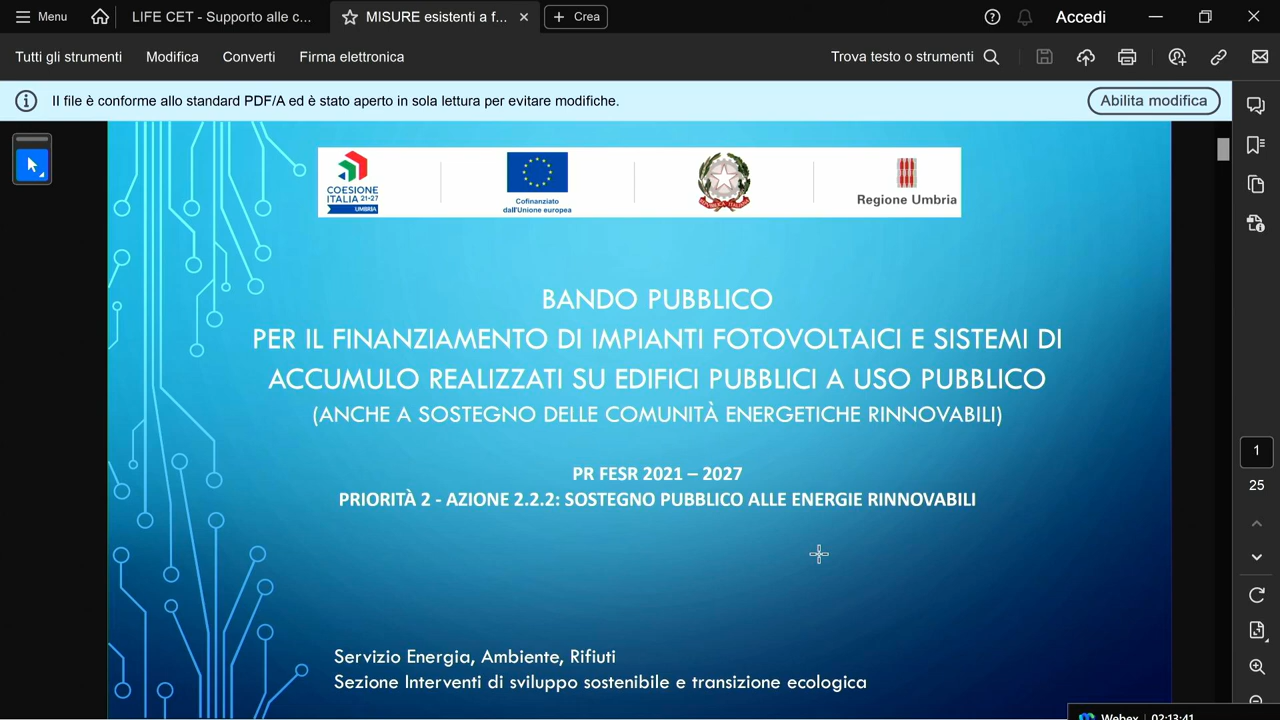 Menu
LIFE CET - Supporto alle c...
MISURE esistenti a f...
Crea
Accedi
Tutti gli strumenti
Modifica
Converti
Firma elettronica
Trova testo o strumenti
Il file è conforme allo standard PDF/A ed è stato aperto in sola lettura per evitare modifiche.
Abilita modifica
COESIONE
ITALIA 21-27
UMBRIA
Cofinanziato
dall'Unione europea
REPUBBLICA ITALIANA
Regione Umbria
BANDO PUBBLICO
PER IL FINANZIAMENTO DI IMPIANTI FOTOVOLTAICI E SISTEMI DI
ACCUMULO REALIZZATI SU EDIFICI PUBBLICI A USO PUBBLICO
(ANCHE A SOSTEGNO DELLE COMUNITÀ ENERGETICHE RINNOVABILI)
PR FESR 2021 – 2027
PRIORITÀ 2 - AZIONE 2.2.2: SOSTEGNO PUBBLICO ALLE ENERGIE RINNOVABILI
1
25
Servizio Energia, Ambiente, Rifiuti
Sezione Interventi di sviluppo sostenibile e transizione ecologica
Webex
02:13:41